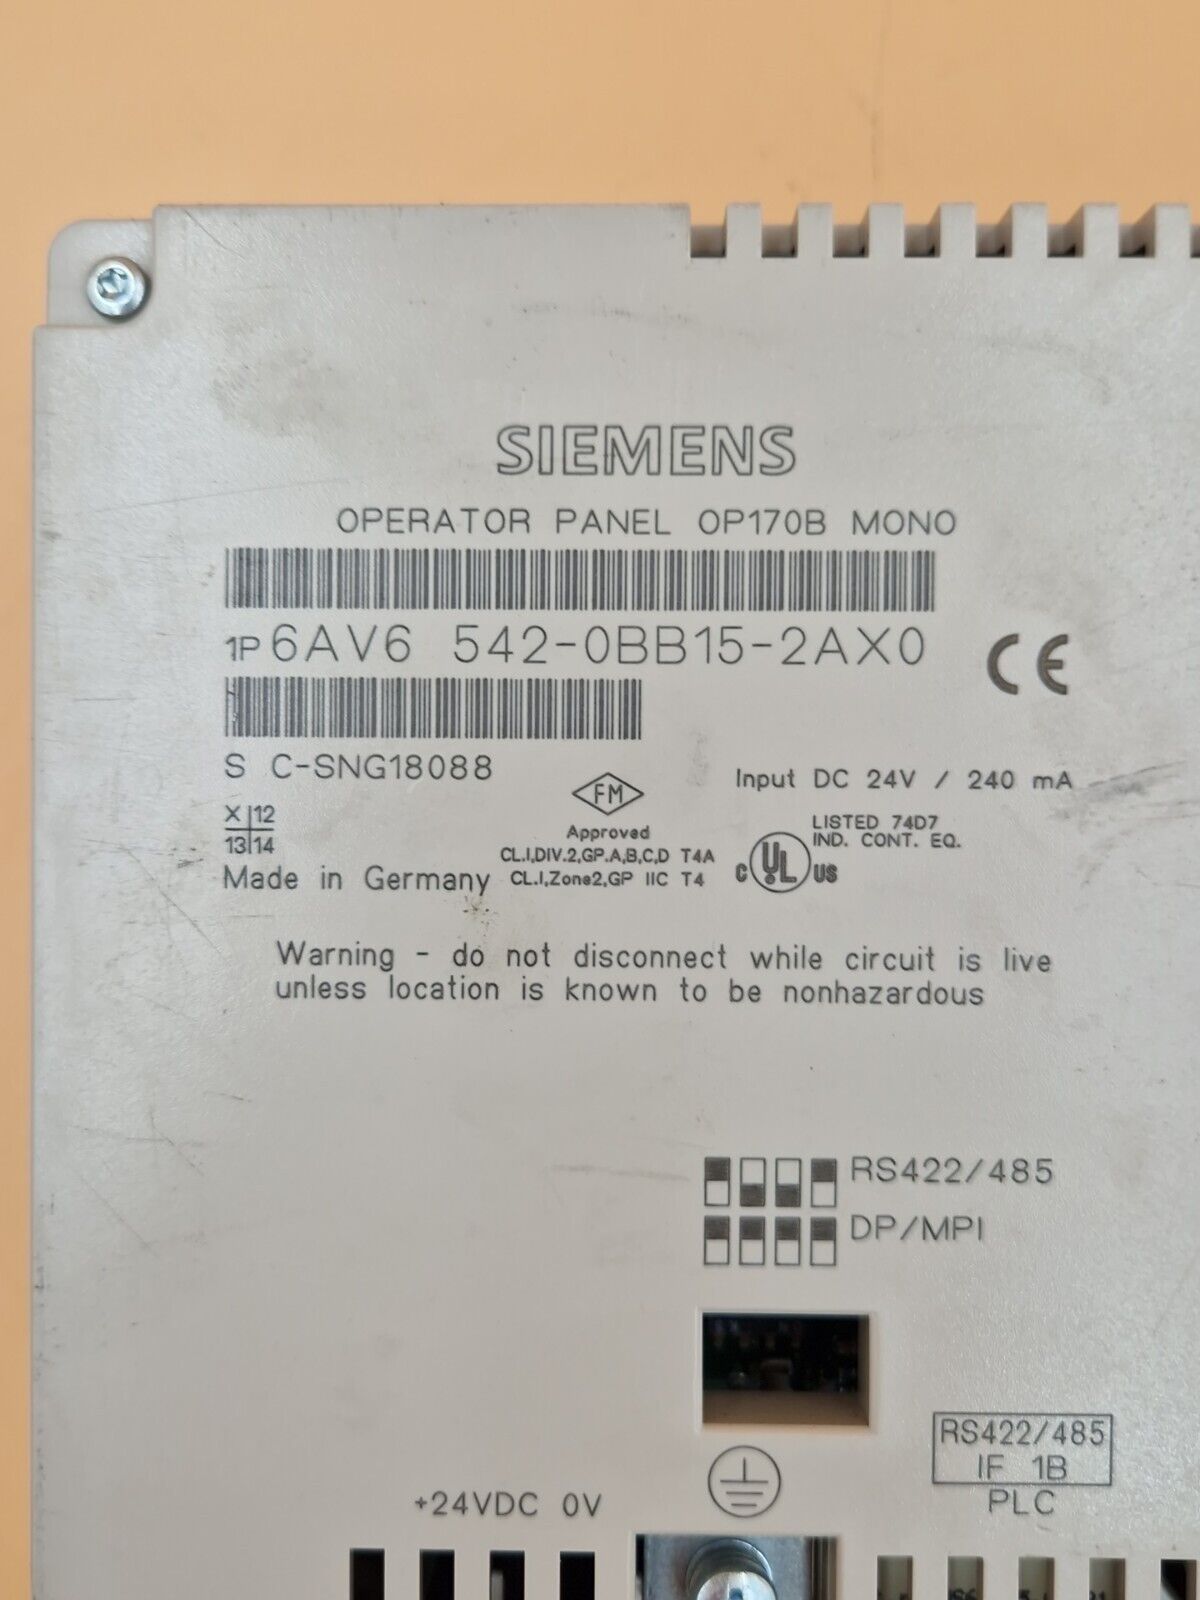 SIEMENS
OPERATOR PANEL OP170B MONO
1P 6AV6 542-0BB15-2AX0
CE
S C-SNG18088
FM
Input DC 24V / 240 mA
X 12
13 14
Approved
CL.I,DIV.2,GP.A,B,C,D T4A
CL.I,Zone2,GP IIC T4
LISTED 74D7
IND. CONT. EQ.
C UL US
Made in Germany
Warning - do not disconnect while circuit is live
unless location is known to be nonhazardous
RS422/485
DP/MPI
RS422/485
IF 1B
PLC
+24VDC 0V